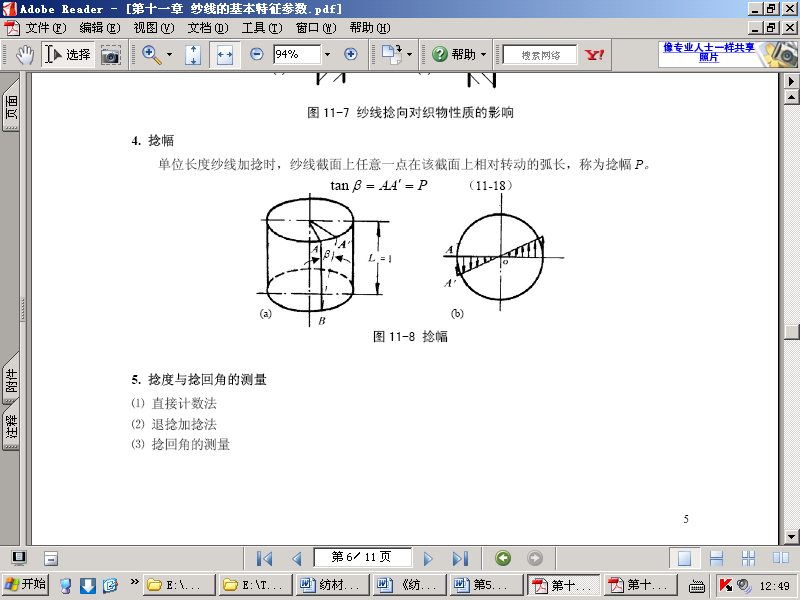 Adobe Reader - [第十一章 纱线的基本特征参数.pdf]
文件(F) 编辑(E) 视图(V) 文档(D) 工具(T) 窗口(W) 帮助(H)
选择 94% 帮助 搜索网络 Y! 像专业人士一样共享
照片
页面
附件
注释
图 11-7 纱线捻向对织物性质的影响
4. 捻幅
单位长度纱线加捻时，纱线截面上任意一点在该截面上相对转动的弧长，称为捻幅 P。
tan β = AA′ = P （11-18）
A A′ β L = 1
B
(a)
A o
A′
(b)
图 11-8 捻幅
5. 捻度与捻回角的测量
⑴ 直接计数法
⑵ 退捻加捻法
⑶ 捻回角的测量
5
第 6 / 11 页
开始 E:\... E:\T... 纺材... 《纺... 第5... 第十... 第十... 12:49